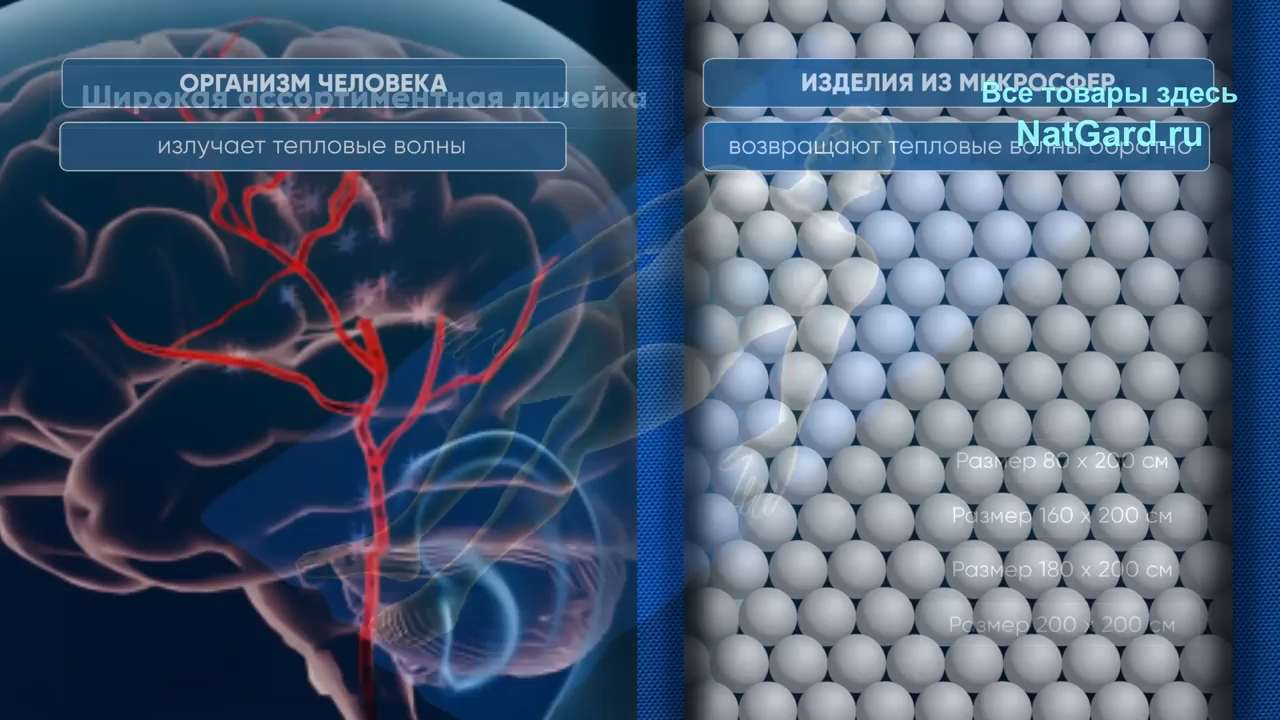 ОРГАНИЗМ ЧЕЛОВЕКА
Широкая ассортиментная линейка
излучает тепловые волны
ИЗДЕЛИЯ ИЗ МИКРОСФЕР
Все товары здесь
NatGard.ru
возвращают тепловые волны обратно
Размер 80 x 200 см
Размер 160 x 200 см
Размер 180 x 200 см
Размер 200 x 200 см